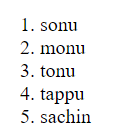 1. sonu
2. monu
3. tonu
4. tappu
5. sachin